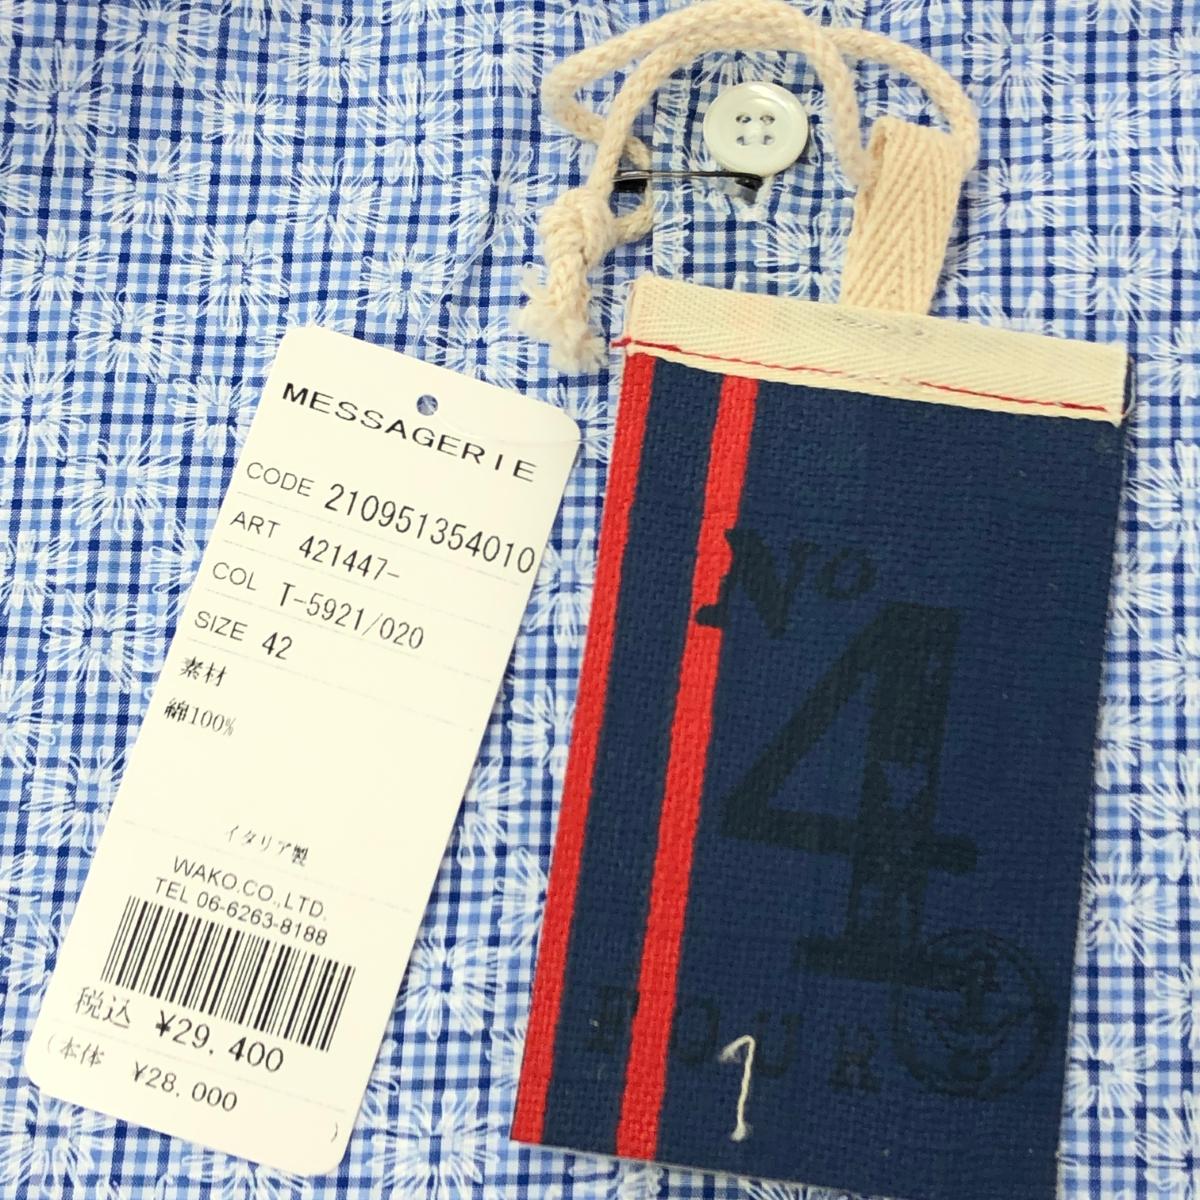 MESSAGERIE
CODE 210951354010
ART 421447-
COL T-5921/020
SIZE 42
素材
綿100%
イタリア製
WAKO.CO.,LTD.
TEL 06-6263-8188
税込 ¥29,400
(本体 ¥28,000
)
No
4
FOUR